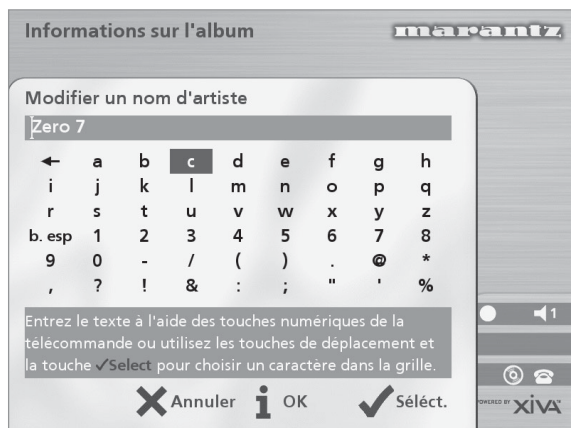 Informations sur l'album
marantz
Modifier un nom d'artiste
Zero 7
← a b c d e f g h
i j k l m n o p q
r s t u v w x y z
b. esp 1 2 3 4 5 6 7 8
9 0 - / ( ) . @ *
, ? ! & : ; " ' %
Entrez le texte à l'aide des touches numériques de la
télécommande ou utilisez les touches de déplacement et
la touche ✓Select pour choisir un caractère dans la grille.
1
Annuler i OK Séléct.
POWERED BY XiVA™